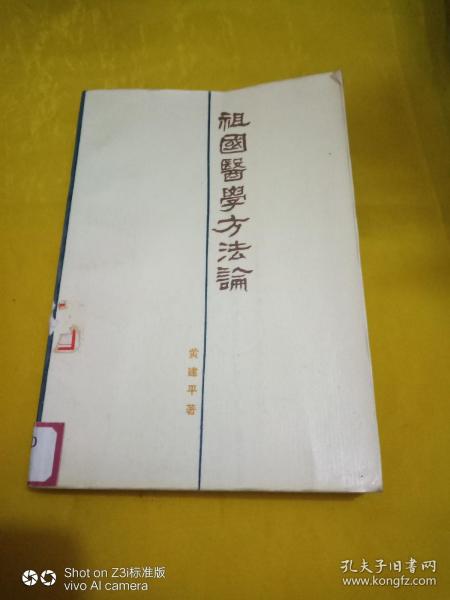 祖國醫學方法論
黄建平著
Shot on Z3i标准版
vivo AI camera
孔夫子旧书网
www.kongfz.com